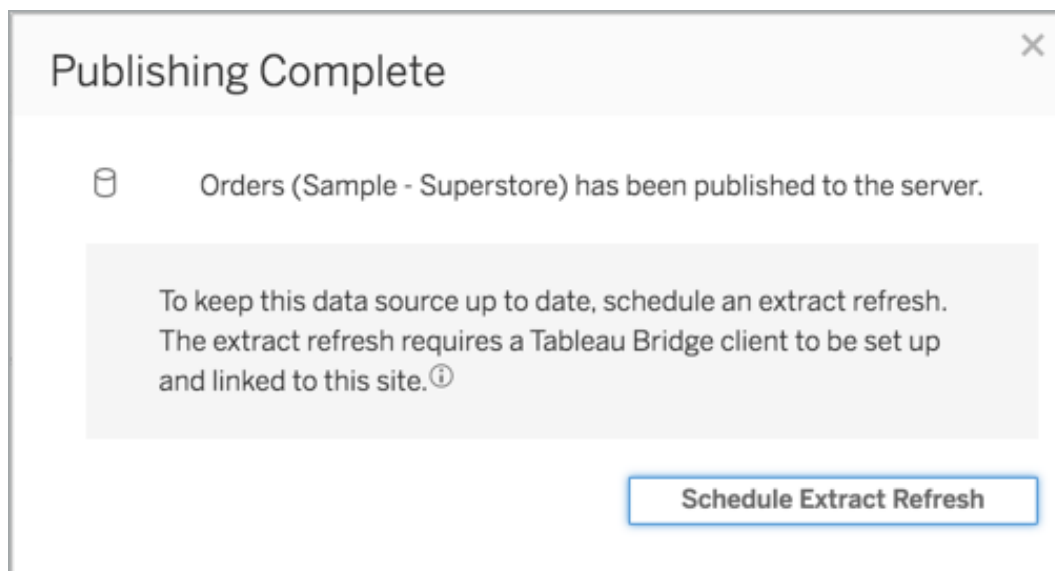 Publishing Complete
Orders (Sample - Superstore) has been published to the server.
To keep this data source up to date, schedule an extract refresh.
The extract refresh requires a Tableau Bridge client to be set up
and linked to this site.
Schedule Extract Refresh